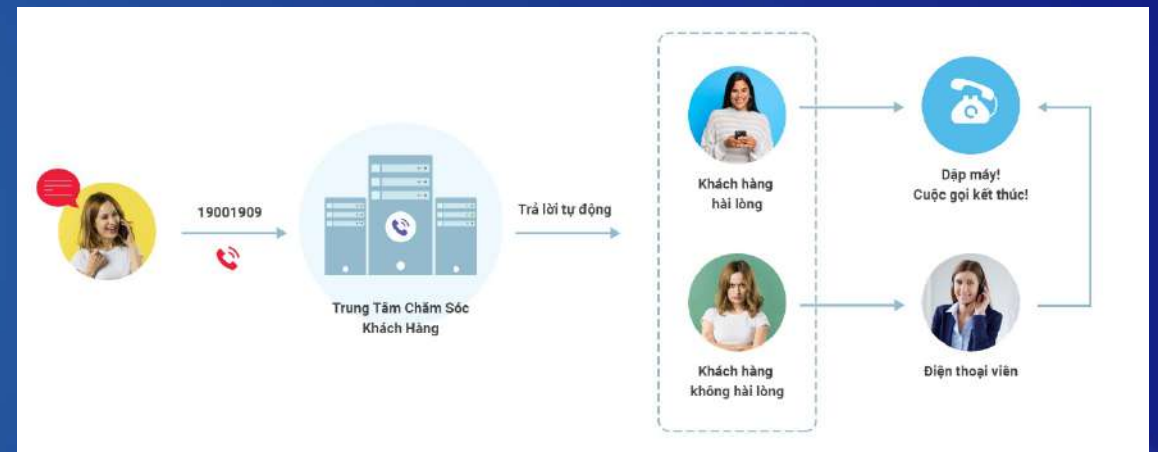 19001909
Trung Tâm Chăm Sóc
Khách Hàng
Trả lời tự động
Khách hàng
hài lòng
Dập máy!
Cuộc gọi kết thúc!
Khách hàng
không hài lòng
Điện thoại viên